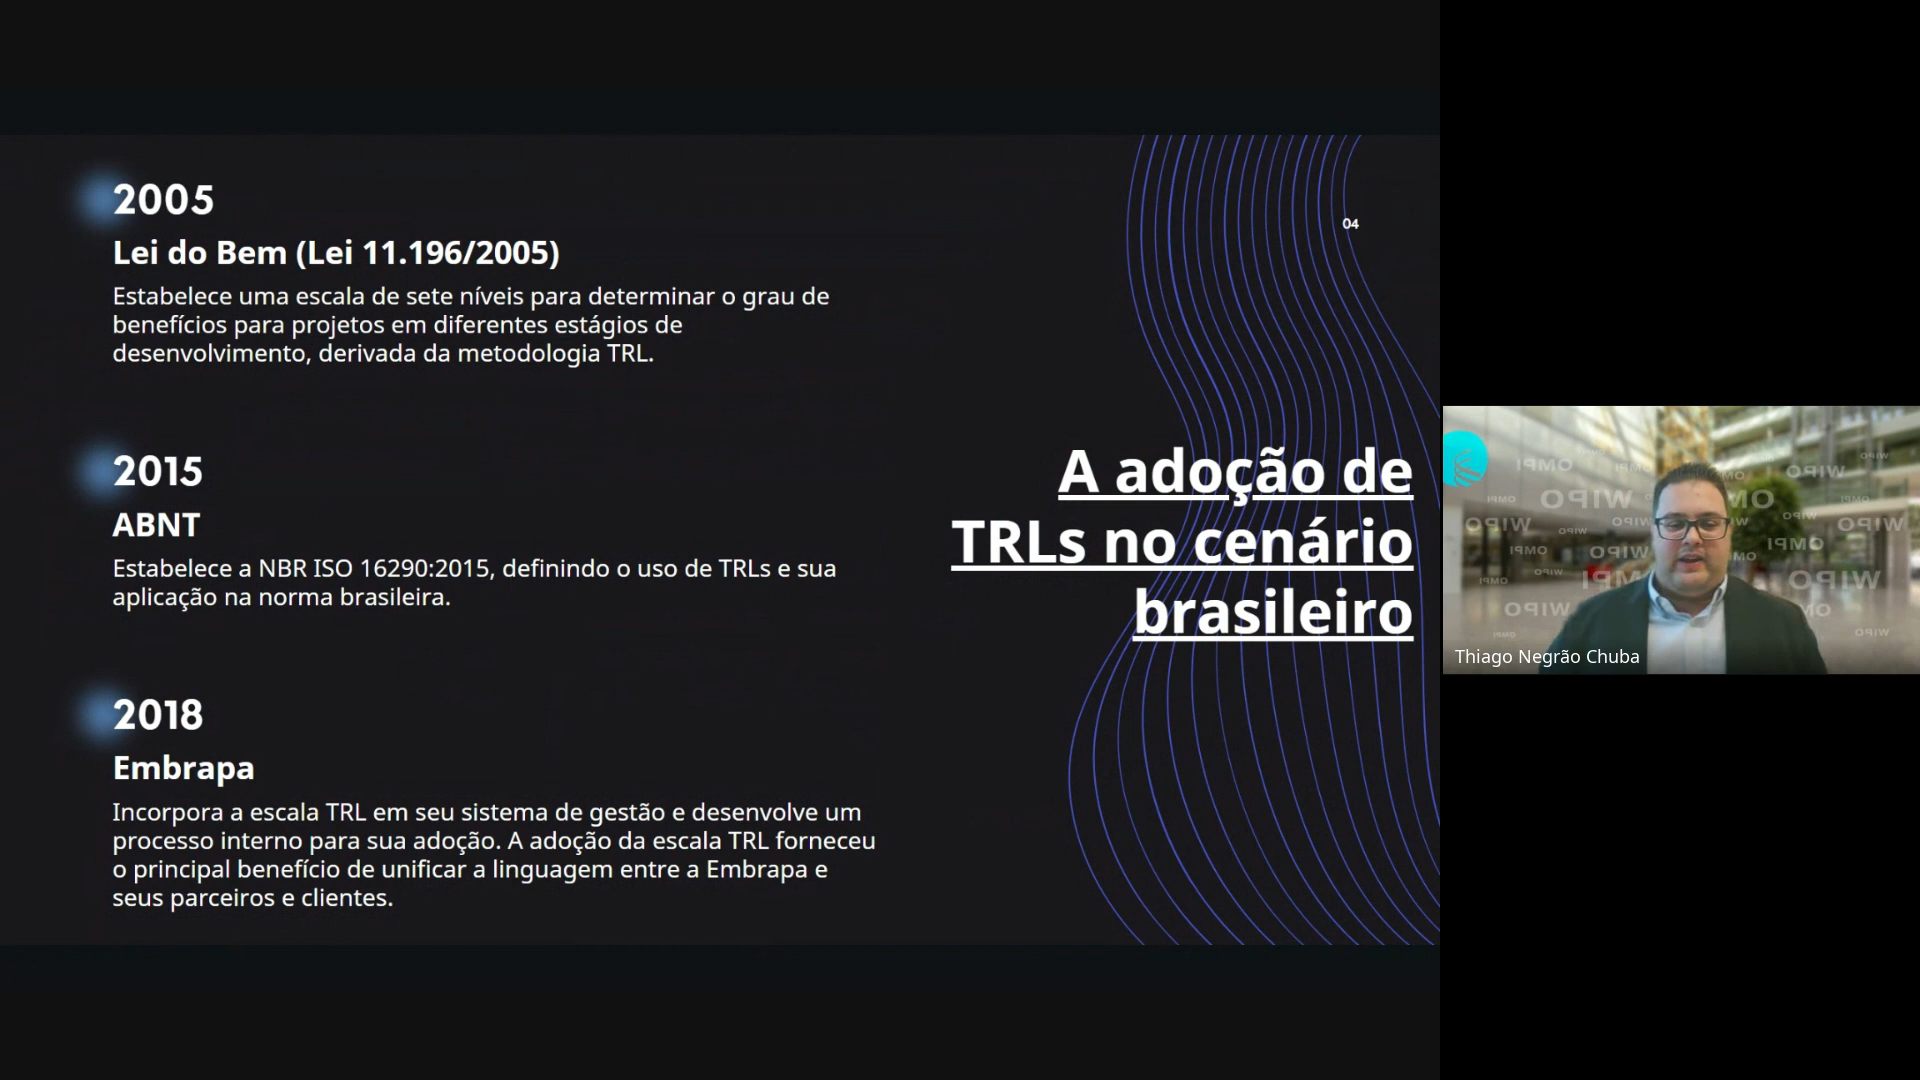 2005
Lei do Bem (Lei 11.196/2005)
Estabelece uma escala de sete níveis para determinar o grau de
benefícios para projetos em diferentes estágios de
desenvolvimento, derivada da metodologia TRL.
2015
ABNT
Estabelece a NBR ISO 16290:2015, definindo o uso de TRLs e sua
aplicação na norma brasileira.
2018
Embrapa
Incorpora a escala TRL em seu sistema de gestão e desenvolve um
processo interno para sua adoção. A adoção da escala TRL forneceu
o principal benefício de unificar a linguagem entre a Embrapa e
seus parceiros e clientes.
04
A adoção de
TRLs no cenário
brasileiro
WIPO
OMPI
Thiago Negrão Chuba